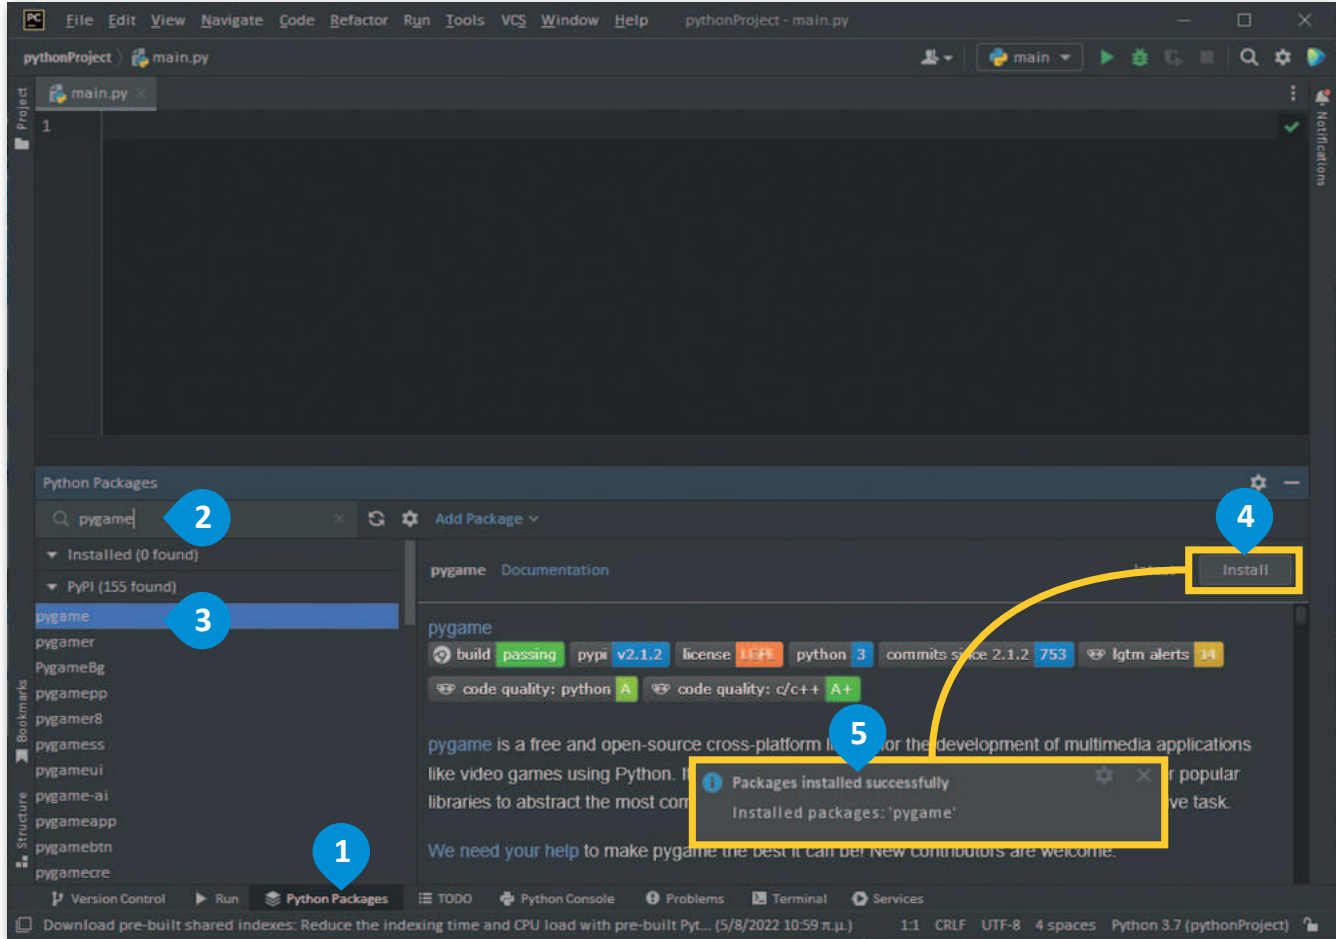 PC File Edit View Navigate Code Refactor Run Tools VCS Window Help pythonProject - main.py
pythonProject main.py main
Project
main.py
1
Notifications
Python Packages
pygame 2 Add Package 4
Installed (0 found)
pygame Documentation Install
PyPI (155 found)
pygame 3
pygamer
PygameBg
pygamepp
pygamer8
pygamess
pygameui
pygame-ai
pygameapp
pygamebtn
pygamecre
pygame
build passing pypi v2.1.2 license LGPL python 3 commits since 2.1.2 753 lgtm alerts 14
code quality: python A code quality: c/c++ A+
5
pygame is a free and open-source cross-platform for the development of multimedia applications
like video games using Python. popular
libraries to abstract the most task.
Packages installed successfully
Installed packages: 'pygame'
We need your help to make pygame the best it can be! New contributors are welcome.
Bookmarks
Structure
1
Version Control Run Python Packages TODO Python Console Problems Terminal Services
Download pre-built shared indexes: Reduce the indexing time and CPU load with pre-built Pyt... (5/8/2022 10:59 π.μ.) 1:1 CRLF UTF-8 4 spaces Python 3.7 (pythonProject)